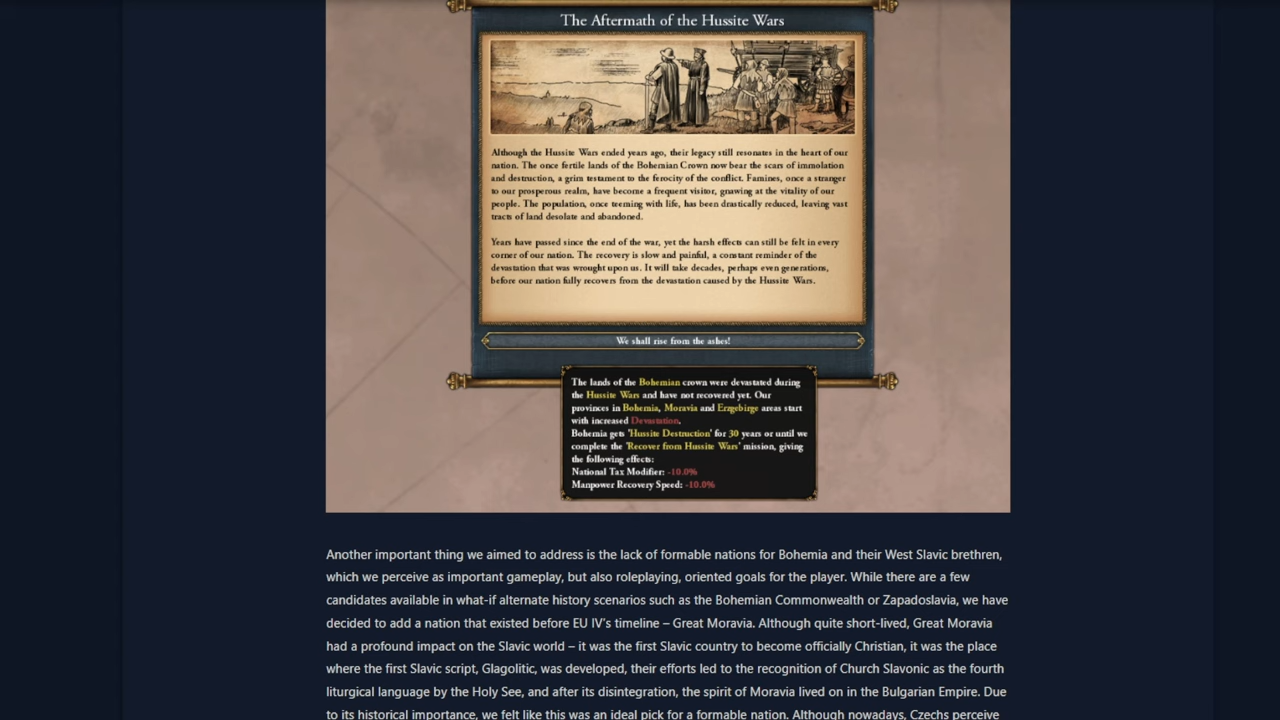 The Aftermath of the Hussite Wars
Although the Hussite Wars ended years ago, their legacy still resonates in the heart of our
nation. The once fertile lands of the Bohemian Crown now bear the scars of immolation
and destruction, a grim testament to the ferocity of the conflict. Famines, once a stranger
to our prosperous realm, have become a frequent visitor, gnawing at the vitality of our
people. The population, once teeming with life, has been drastically reduced, leaving vast
tracts of land desolate and abandoned.
Years have passed since the end of the war, yet the harsh effects can still be felt in every
corner of our nation. The recovery is slow and painful, a constant reminder of the
devastation that was wrought upon us. It will take decades, perhaps even generations,
before our nation fully recovers from the devastation caused by the Hussite Wars.
We shall rise from the ashes!
The lands of the Bohemian crown were devastated during
the Hussite Wars and have not recovered yet. Our
provinces in Bohemia, Moravia and Erzgebirge areas start
with increased Devastation.
Bohemia gets 'Hussite Destruction' for 30 years or until we
complete the 'Recover from Hussite Wars' mission, giving
the following effects:
National Tax Modifier: -10.0%
Manpower Recovery Speed: -10.0%
Another important thing we aimed to address is the lack of formable nations for Bohemia and their West Slavic brethren,
which we perceive as important gameplay, but also roleplaying, oriented goals for the player. While there are a few
candidates available in what-if alternate history scenarios such as the Bohemian Commonwealth or Zapadoslavia, we have
decided to add a nation that existed before EU IV's timeline – Great Moravia. Although quite short-lived, Great Moravia
had a profound impact on the Slavic world – it was the first Slavic country to become officially Christian, it was the place
where the first Slavic script, Glagolitic, was developed, their efforts led to the recognition of Church Slavonic as the fourth
liturgical language by the Holy See, and after its disintegration, the spirit of Moravia lived on in the Bulgarian Empire. Due
to its historical importance, we felt like this was an ideal pick for a formable nation. Although nowadays, Czechs perceive